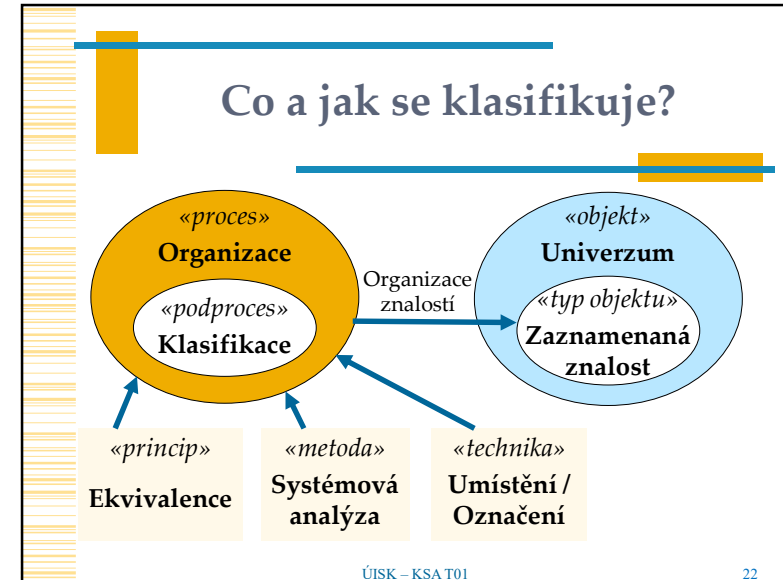 Co a jak se klasifikuje?
«proces»
Organizace
«podproces»
Klasifikace
Organizace
znalostí
«objekt»
Univerzum
«typ objektu»
Zaznamenaná
znalost
«princip»
Ekvivalence
«metoda»
Systémová
analýza
«technika»
Umístění /
Označení
ÚISK – KSA T01
22